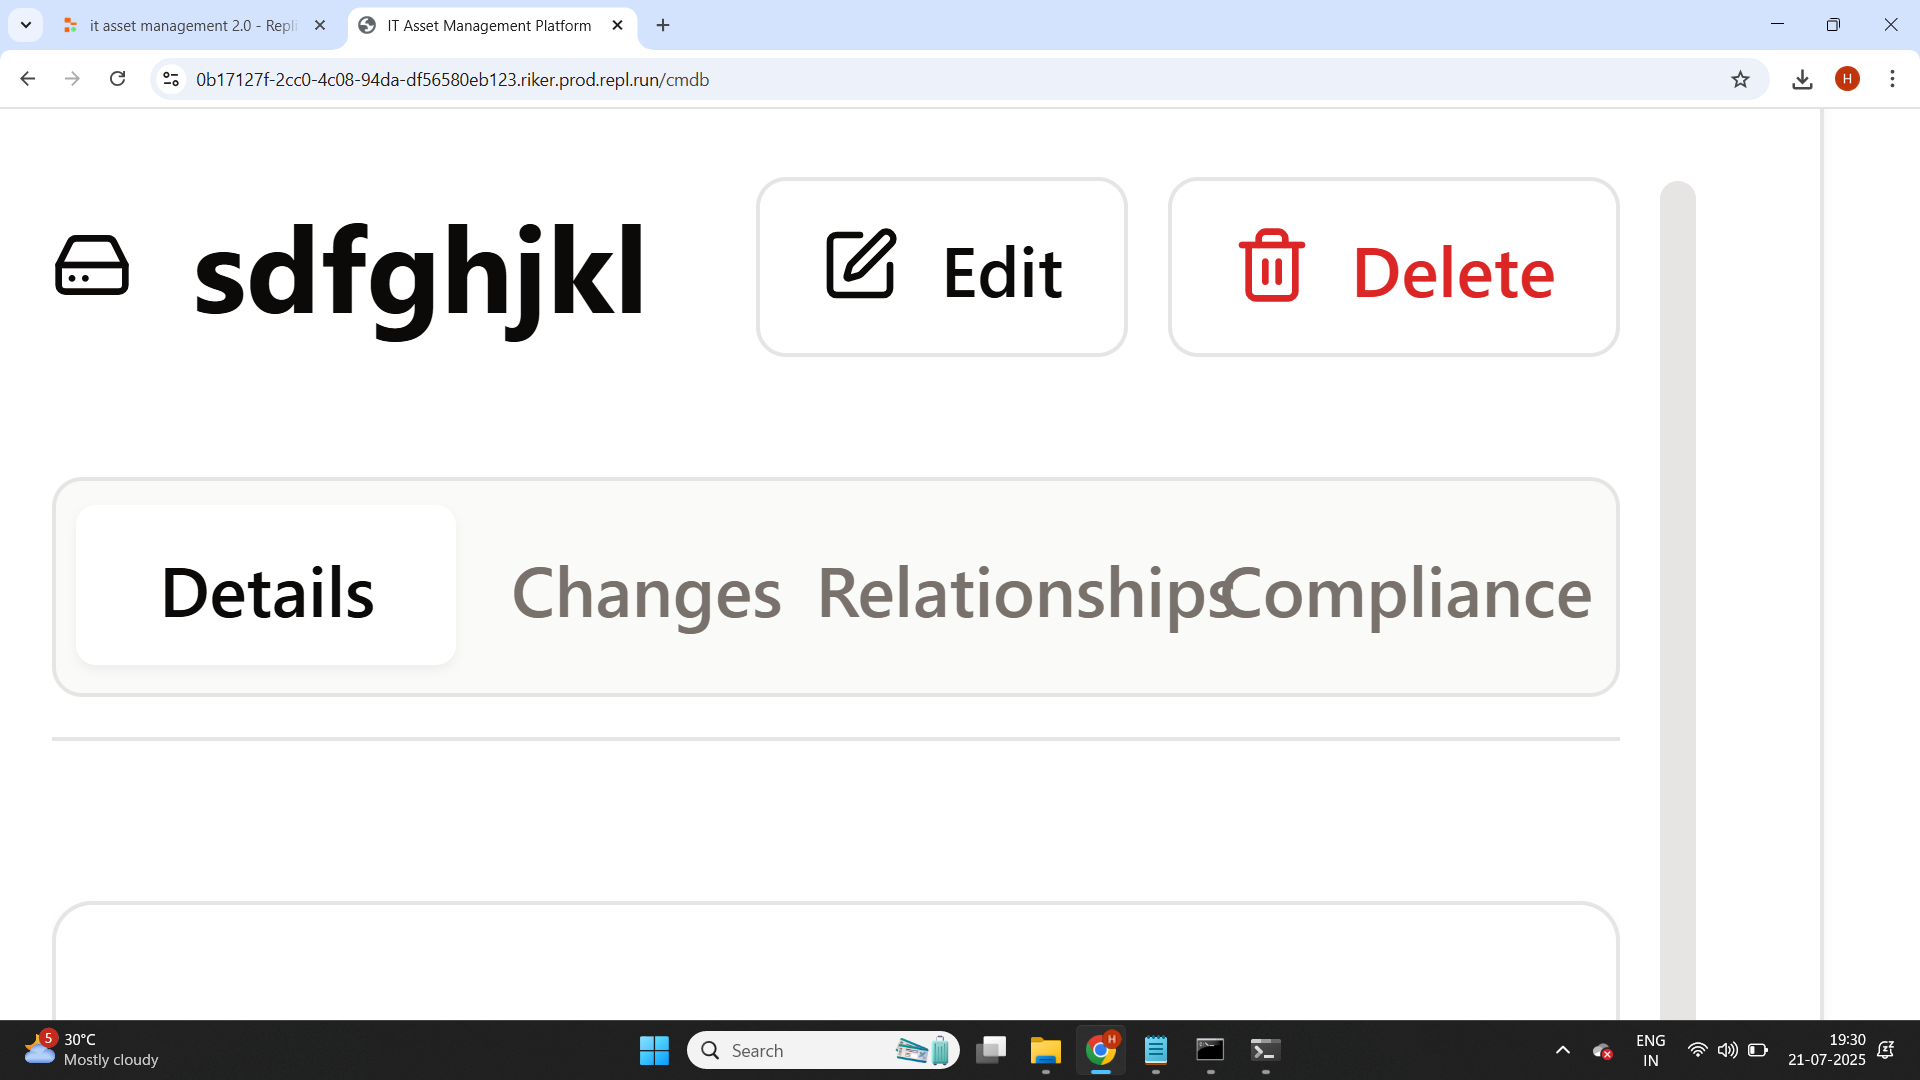 it asset management 2.0 - Repli
IT Asset Management Platform
0b17127f-2cc0-4c08-94da-df56580eb123.riker.prod.repl.run/cmdb
H
sdfghjkl
Edit
Delete
Details
Changes
Relationships
Compliance
5
30°C
Mostly cloudy
Search
H
ENG
IN
19:30
21-07-2025